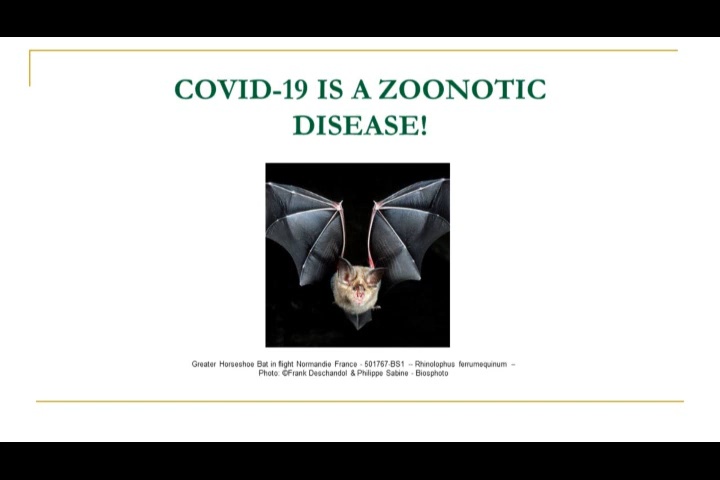 COVID-19 IS A ZOONOTIC
DISEASE!
Greater Horseshoe Bat in flight Normandie France - 501767-BS1 – Rhinolophus ferrumequinum –
Photo: ©Frank Deschandol & Philippe Sabine - Biosphoto